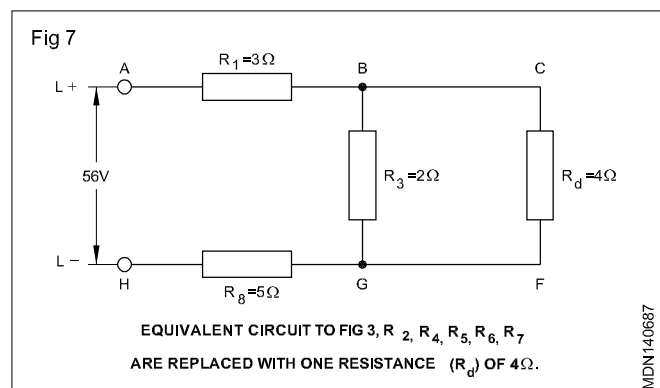 Fig 7
A
R1=3Ω
B
C
L+
56V
R3=2Ω
Rd=4Ω
L−
H
R8=5Ω
G
F
EQUIVALENT CIRCUIT TO FIG 3, R 2, R4, R5, R6, R7
ARE REPLACED WITH ONE RESISTANCE (Rd) OF 4Ω.
MDN140687